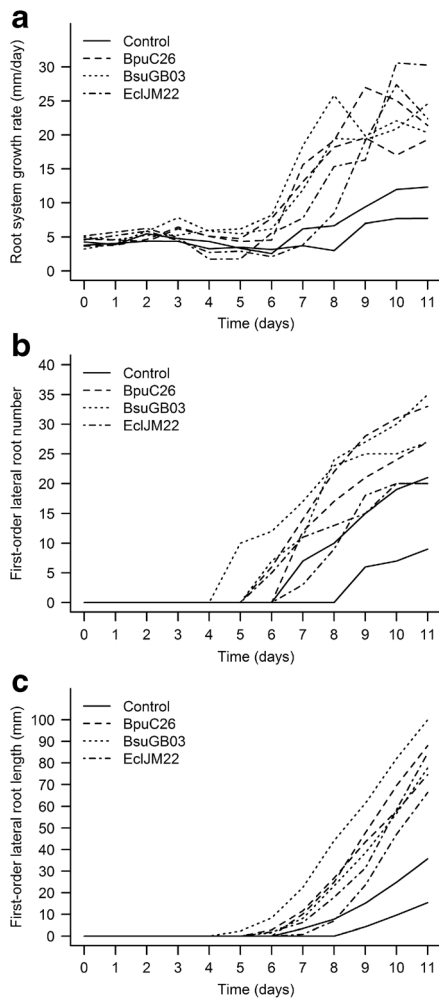 a
Root system growth rate (mm/day)
30
25
20
15
10
5
0
Control
BpuC26
BsuGB03
EclJM22
0 1 2 3 4 5 6 7 8 9 10 11
Time (days)
b
First-order lateral root number
40
35
30
25
20
15
10
5
0
Control
BpuC26
BsuGB03
EclJM22
0 1 2 3 4 5 6 7 8 9 10 11
Time (days)
c
First-order lateral root length (mm)
100
90
80
70
60
50
40
30
20
10
0
Control
BpuC26
BsuGB03
EclJM22
0 1 2 3 4 5 6 7 8 9 10 11
Time (days)